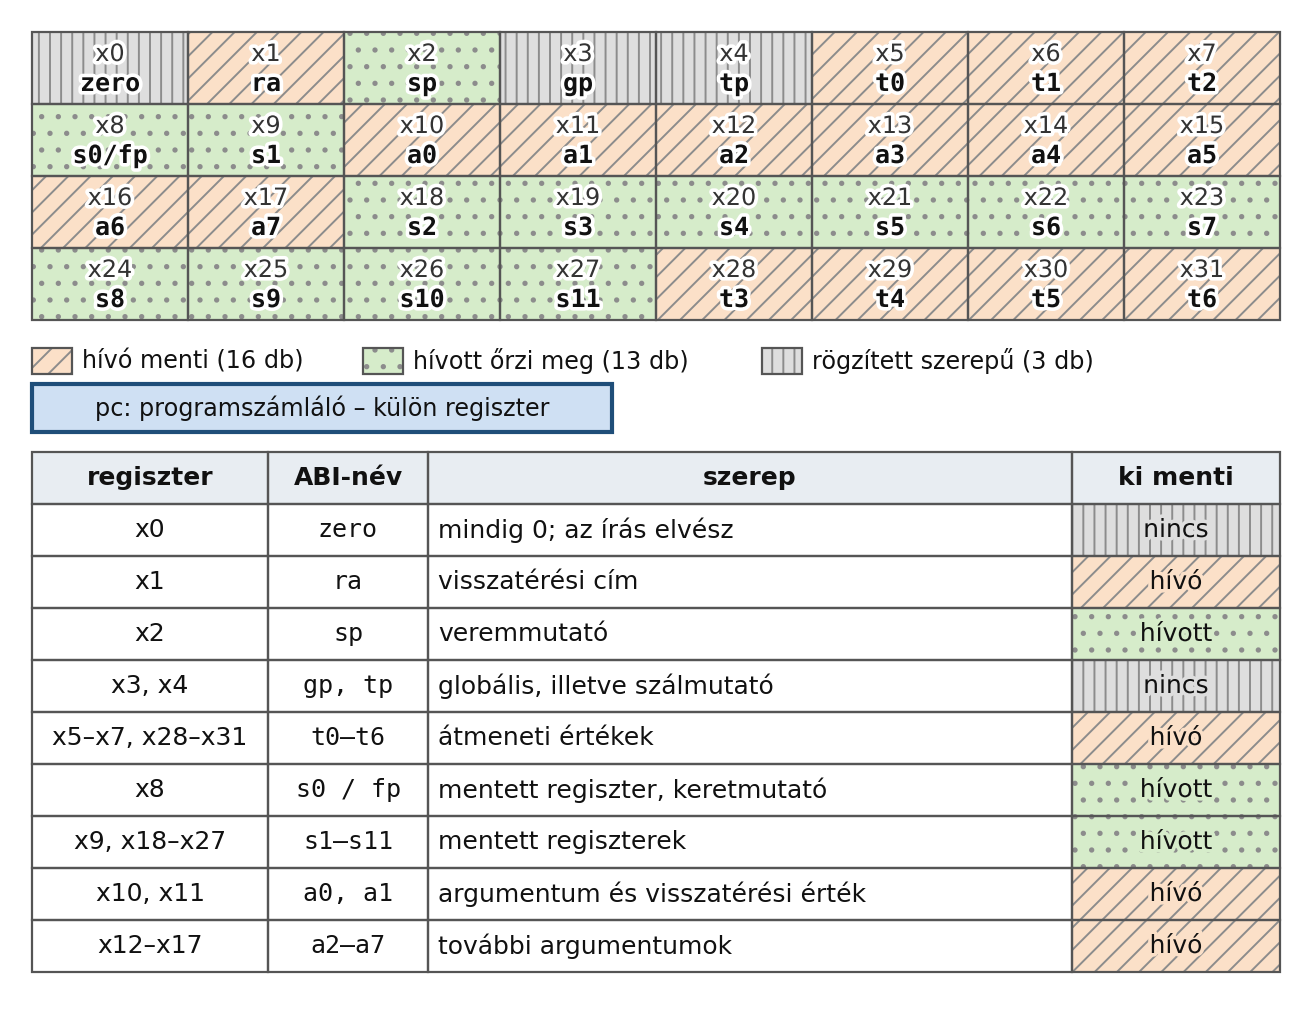 x0 x1 x2 x3 x4 x5 x6 x7
zero ra sp gp tp t0 t1 t2
x8 x9 x10 x11 x12 x13 x14 x15
s0/fp s1 a0 a1 a2 a3 a4 a5
x16 x17 x18 x19 x20 x21 x22 x23
a6 a7 s2 s3 s4 s5 s6 s7
x24 x25 x26 x27 x28 x29 x30 x31
s8 s9 s10 s11 t3 t4 t5 t6
hívó menti (16 db) hívott őrzi meg (13 db) rögzített szerepű (3 db)
pc: programszámláló – külön regiszter
regiszter ABI-név szerep ki menti
x0 zero mindig 0; az írás elvész nincs
x1 ra visszatérési cím hívó
x2 sp veremmutató hívott
x3, x4 gp, tp globális, illetve szálmutató nincs
x5–x7, x28–x31 t0–t6 átmeneti értékek hívó
x8 s0 / fp mentett regiszter, keretmutató hívott
x9, x18–x27 s1–s11 mentett regiszterek hívott
x10, x11 a0, a1 argumentum és visszatérési érték hívó
x12–x17 a2–a7 további argumentumok hívó